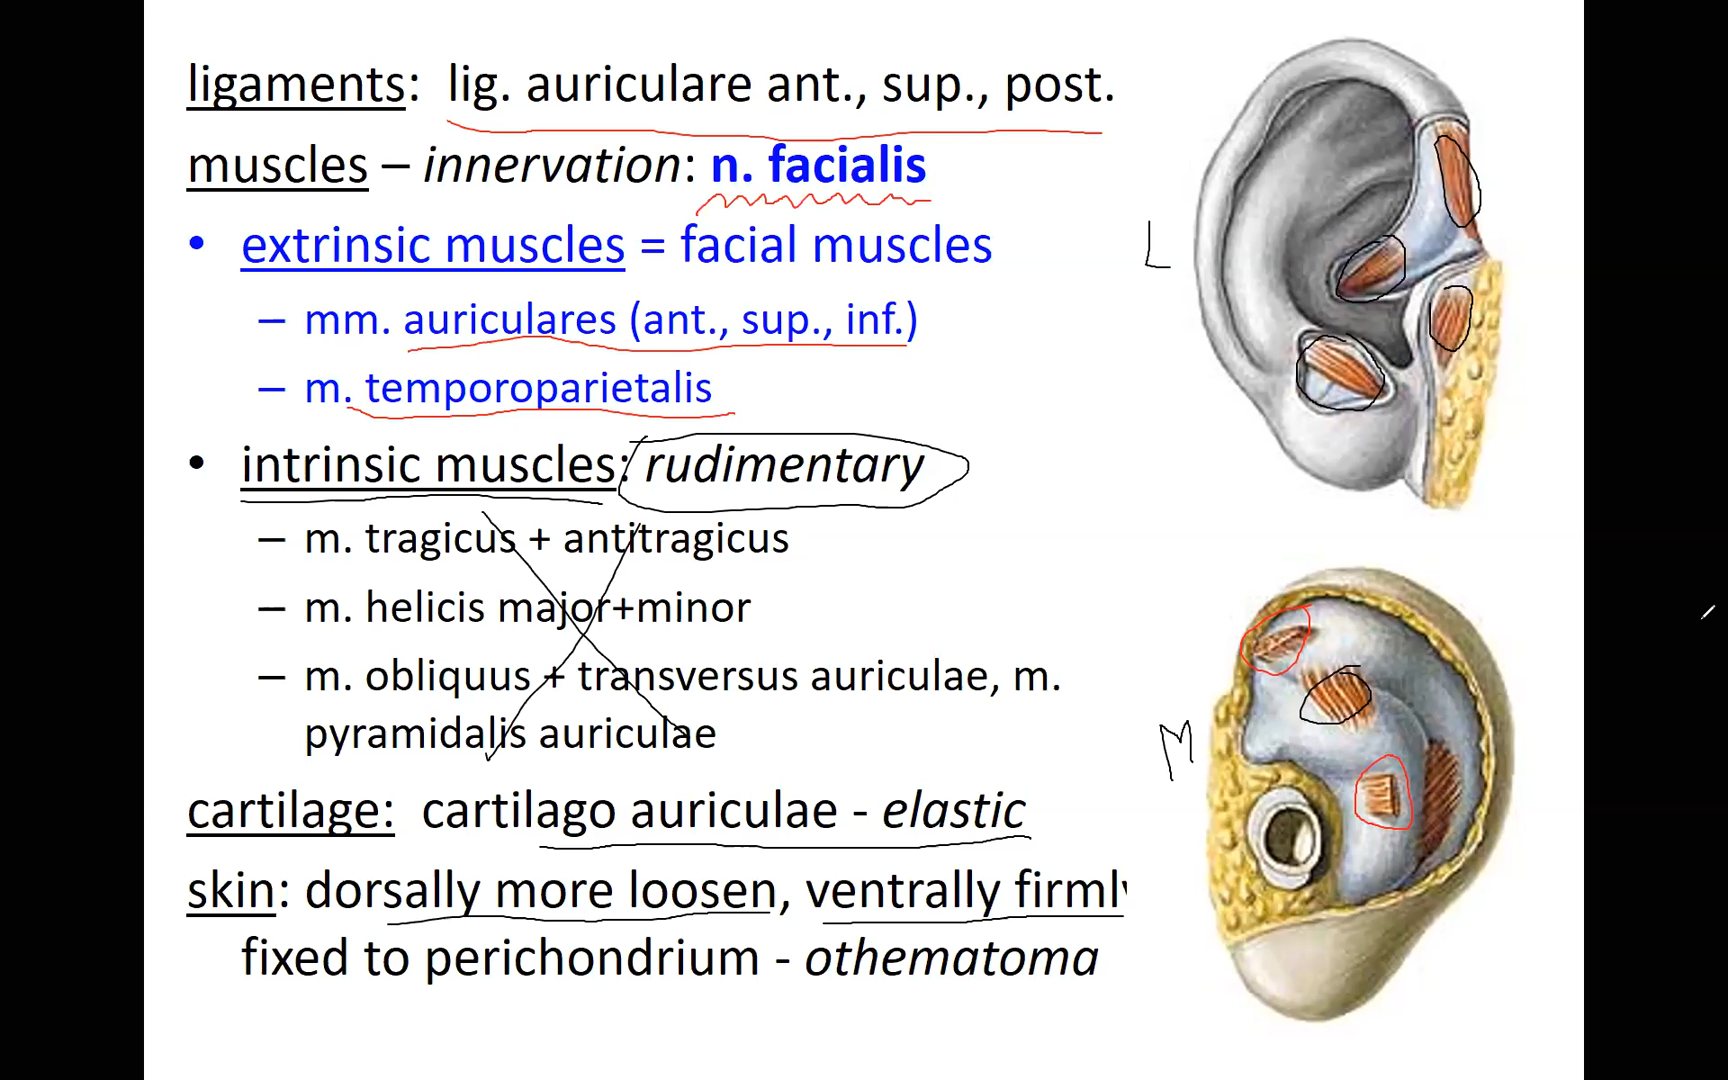 ligaments: lig. auriculare ant., sup., post.
muscles – innervation: n. facialis
• extrinsic muscles = facial muscles
– mm. auriculares (ant., sup., inf.)
– m. temporoparietalis
• intrinsic muscles: rudimentary
– m. tragicus + antitragicus
– m. helicis major+minor
– m. obliquus + transversus auriculae, m.
pyramidalis auriculae
cartilage: cartilago auriculae - elastic
skin: dorsally more loosen, ventrally firmly
fixed to perichondrium - othematoma
L
M